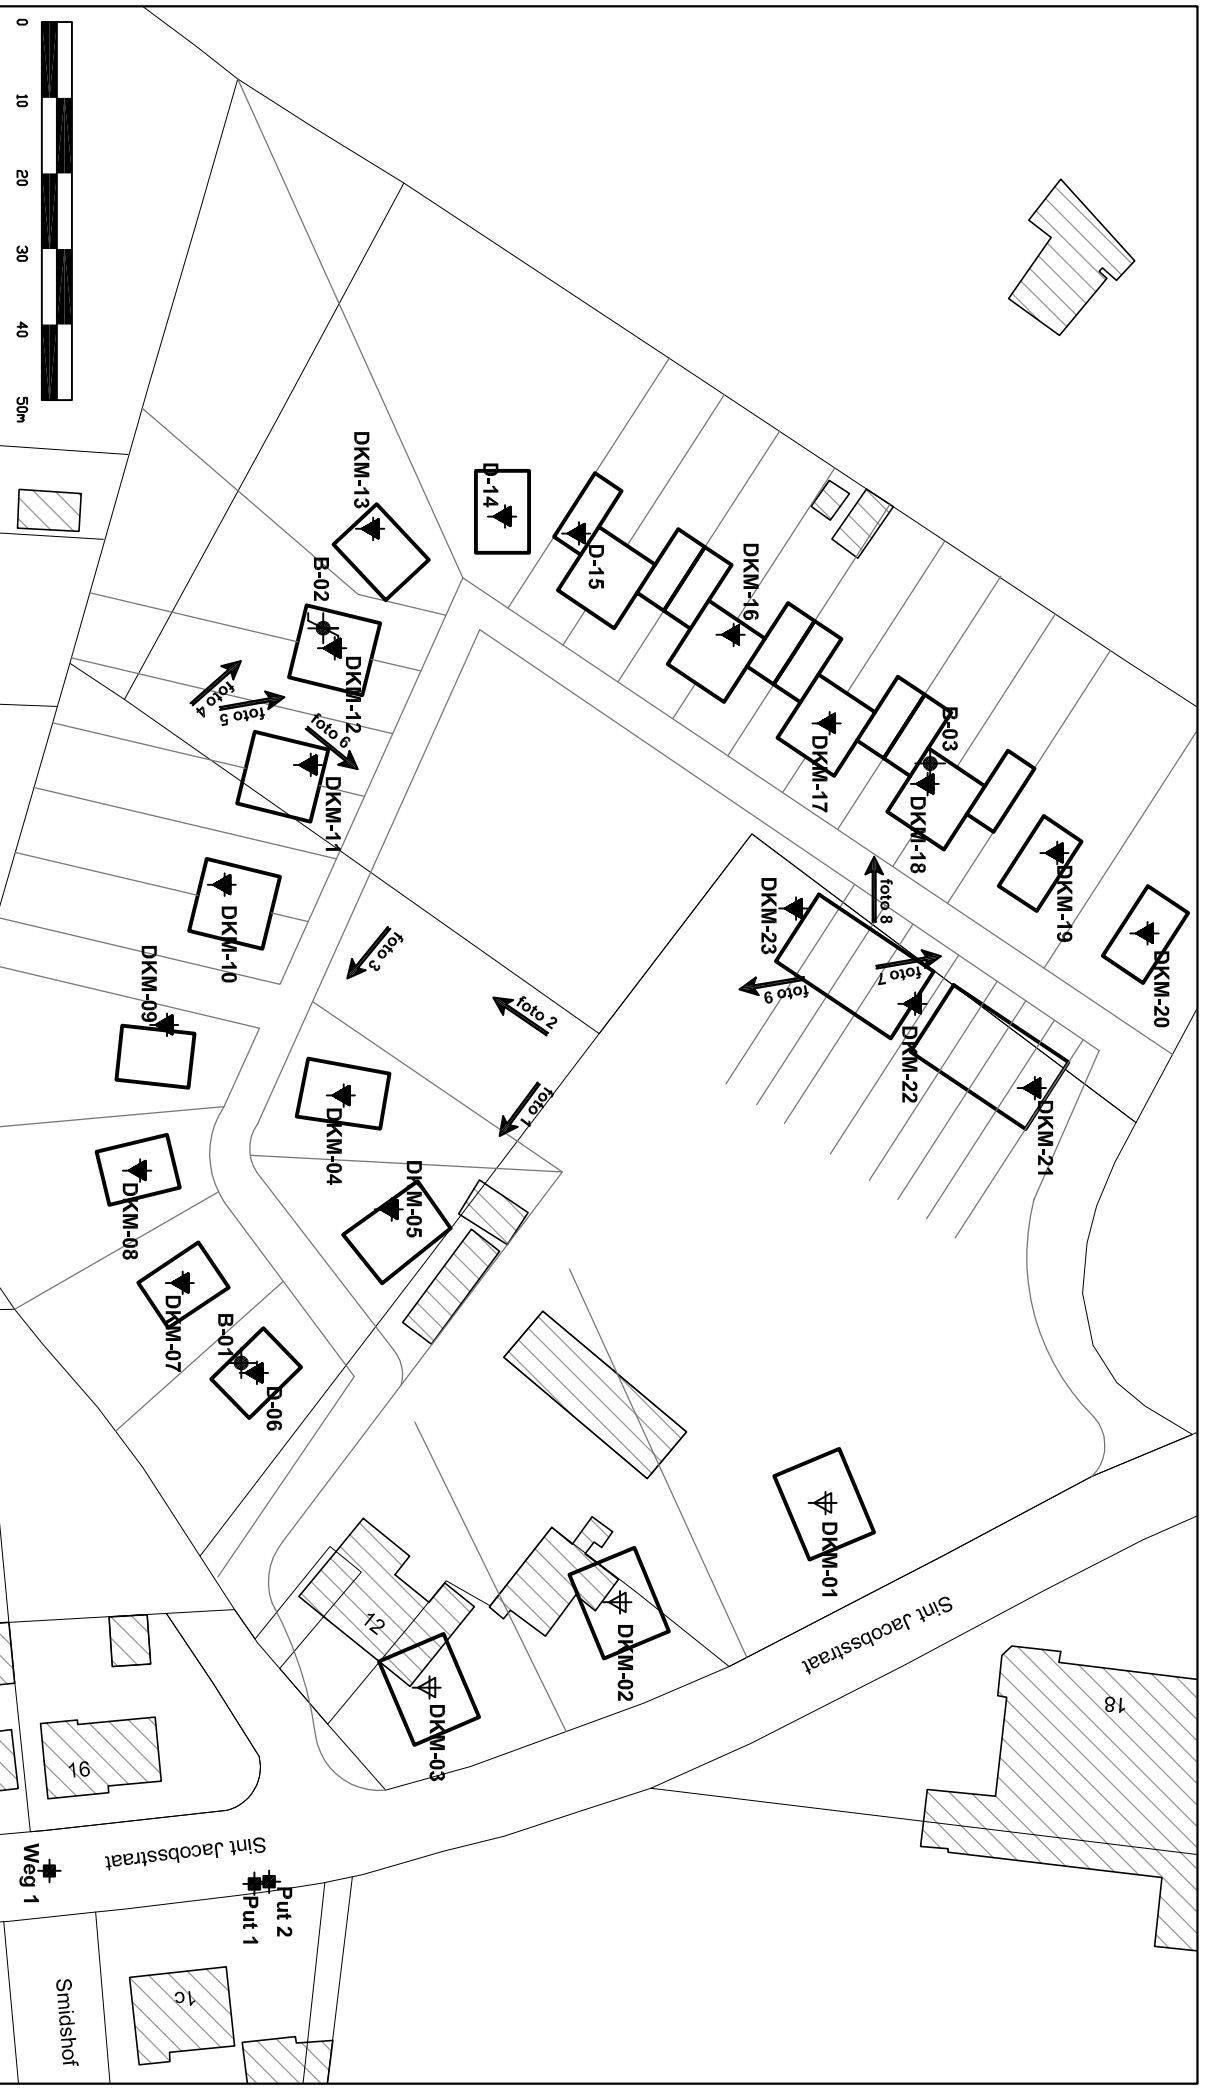 0
10
20
30
40
50m
DKM-13
D-14
B-02
D-15
DKM-16
DKM-12
foto 4
foto 5
foto 6
DKM-11
DKM-17
B-03
DKM-18
DKM-19
DKM-20
foto 8
DKM-23
foto 7
foto 9
DKM-22
DKM-21
DKM-10
DKM-09
foto 3
foto 2
foto 1
DKM-04
DKM-05
DKM-08
DKM-07
B-01
D-06
DKM-01
DKM-02
DKM-03
12
Sint Jacobsstraat
18
16
Sint Jacobsstraat
Weg 1
Put 2
Put 1
1c
Smidshof